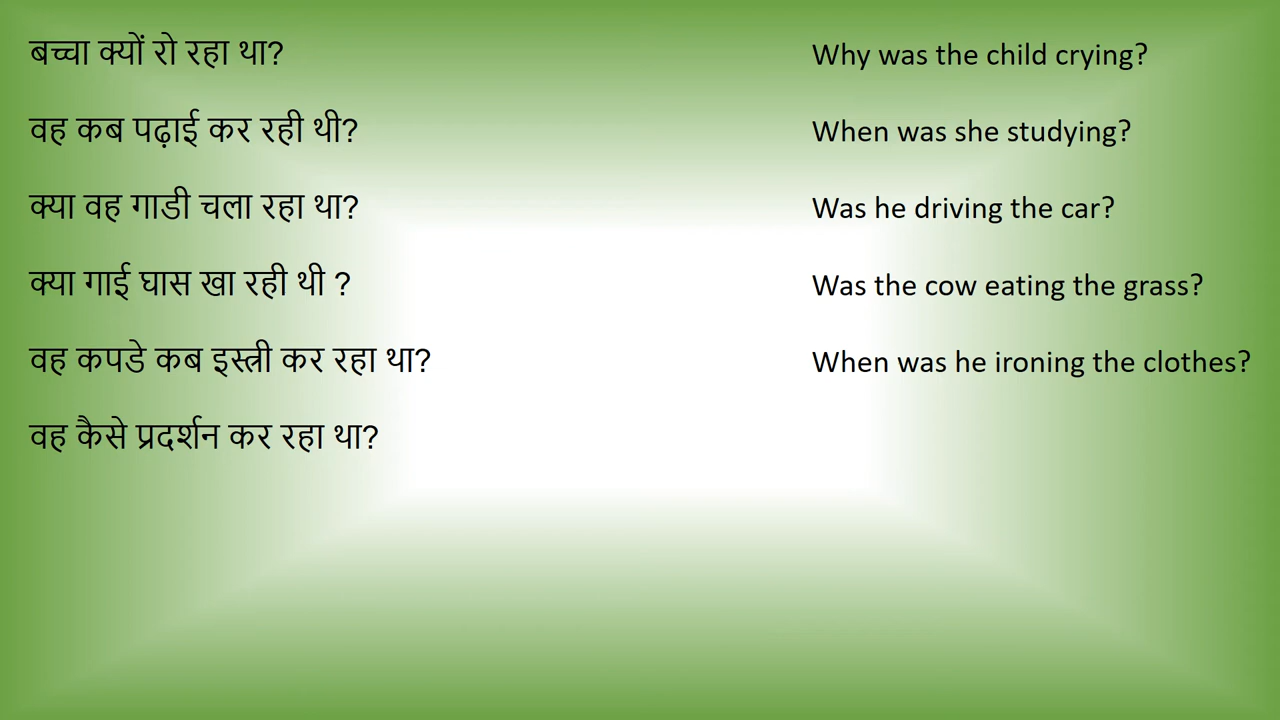 बच्चा क्यों रो रहा था? Why was the child crying?
वह कब पढ़ाई कर रही थी? When was she studying?
क्या वह गाडी चला रहा था? Was he driving the car?
क्या गाई घास खा रही थी ? Was the cow eating the grass?
वह कपडे कब इस्त्री कर रहा था? When was he ironing the clothes?
वह कैसे प्रदर्शन कर रहा था?